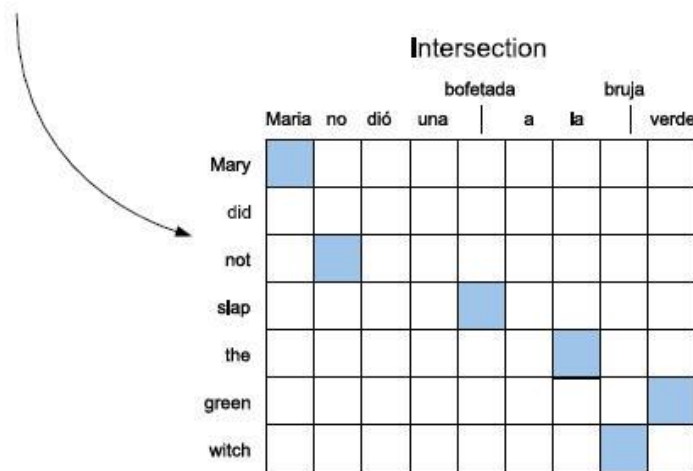 Intersection
bofetada bruja
Maria no dió una a la verde
Mary
did
not
slap
the
green
witch